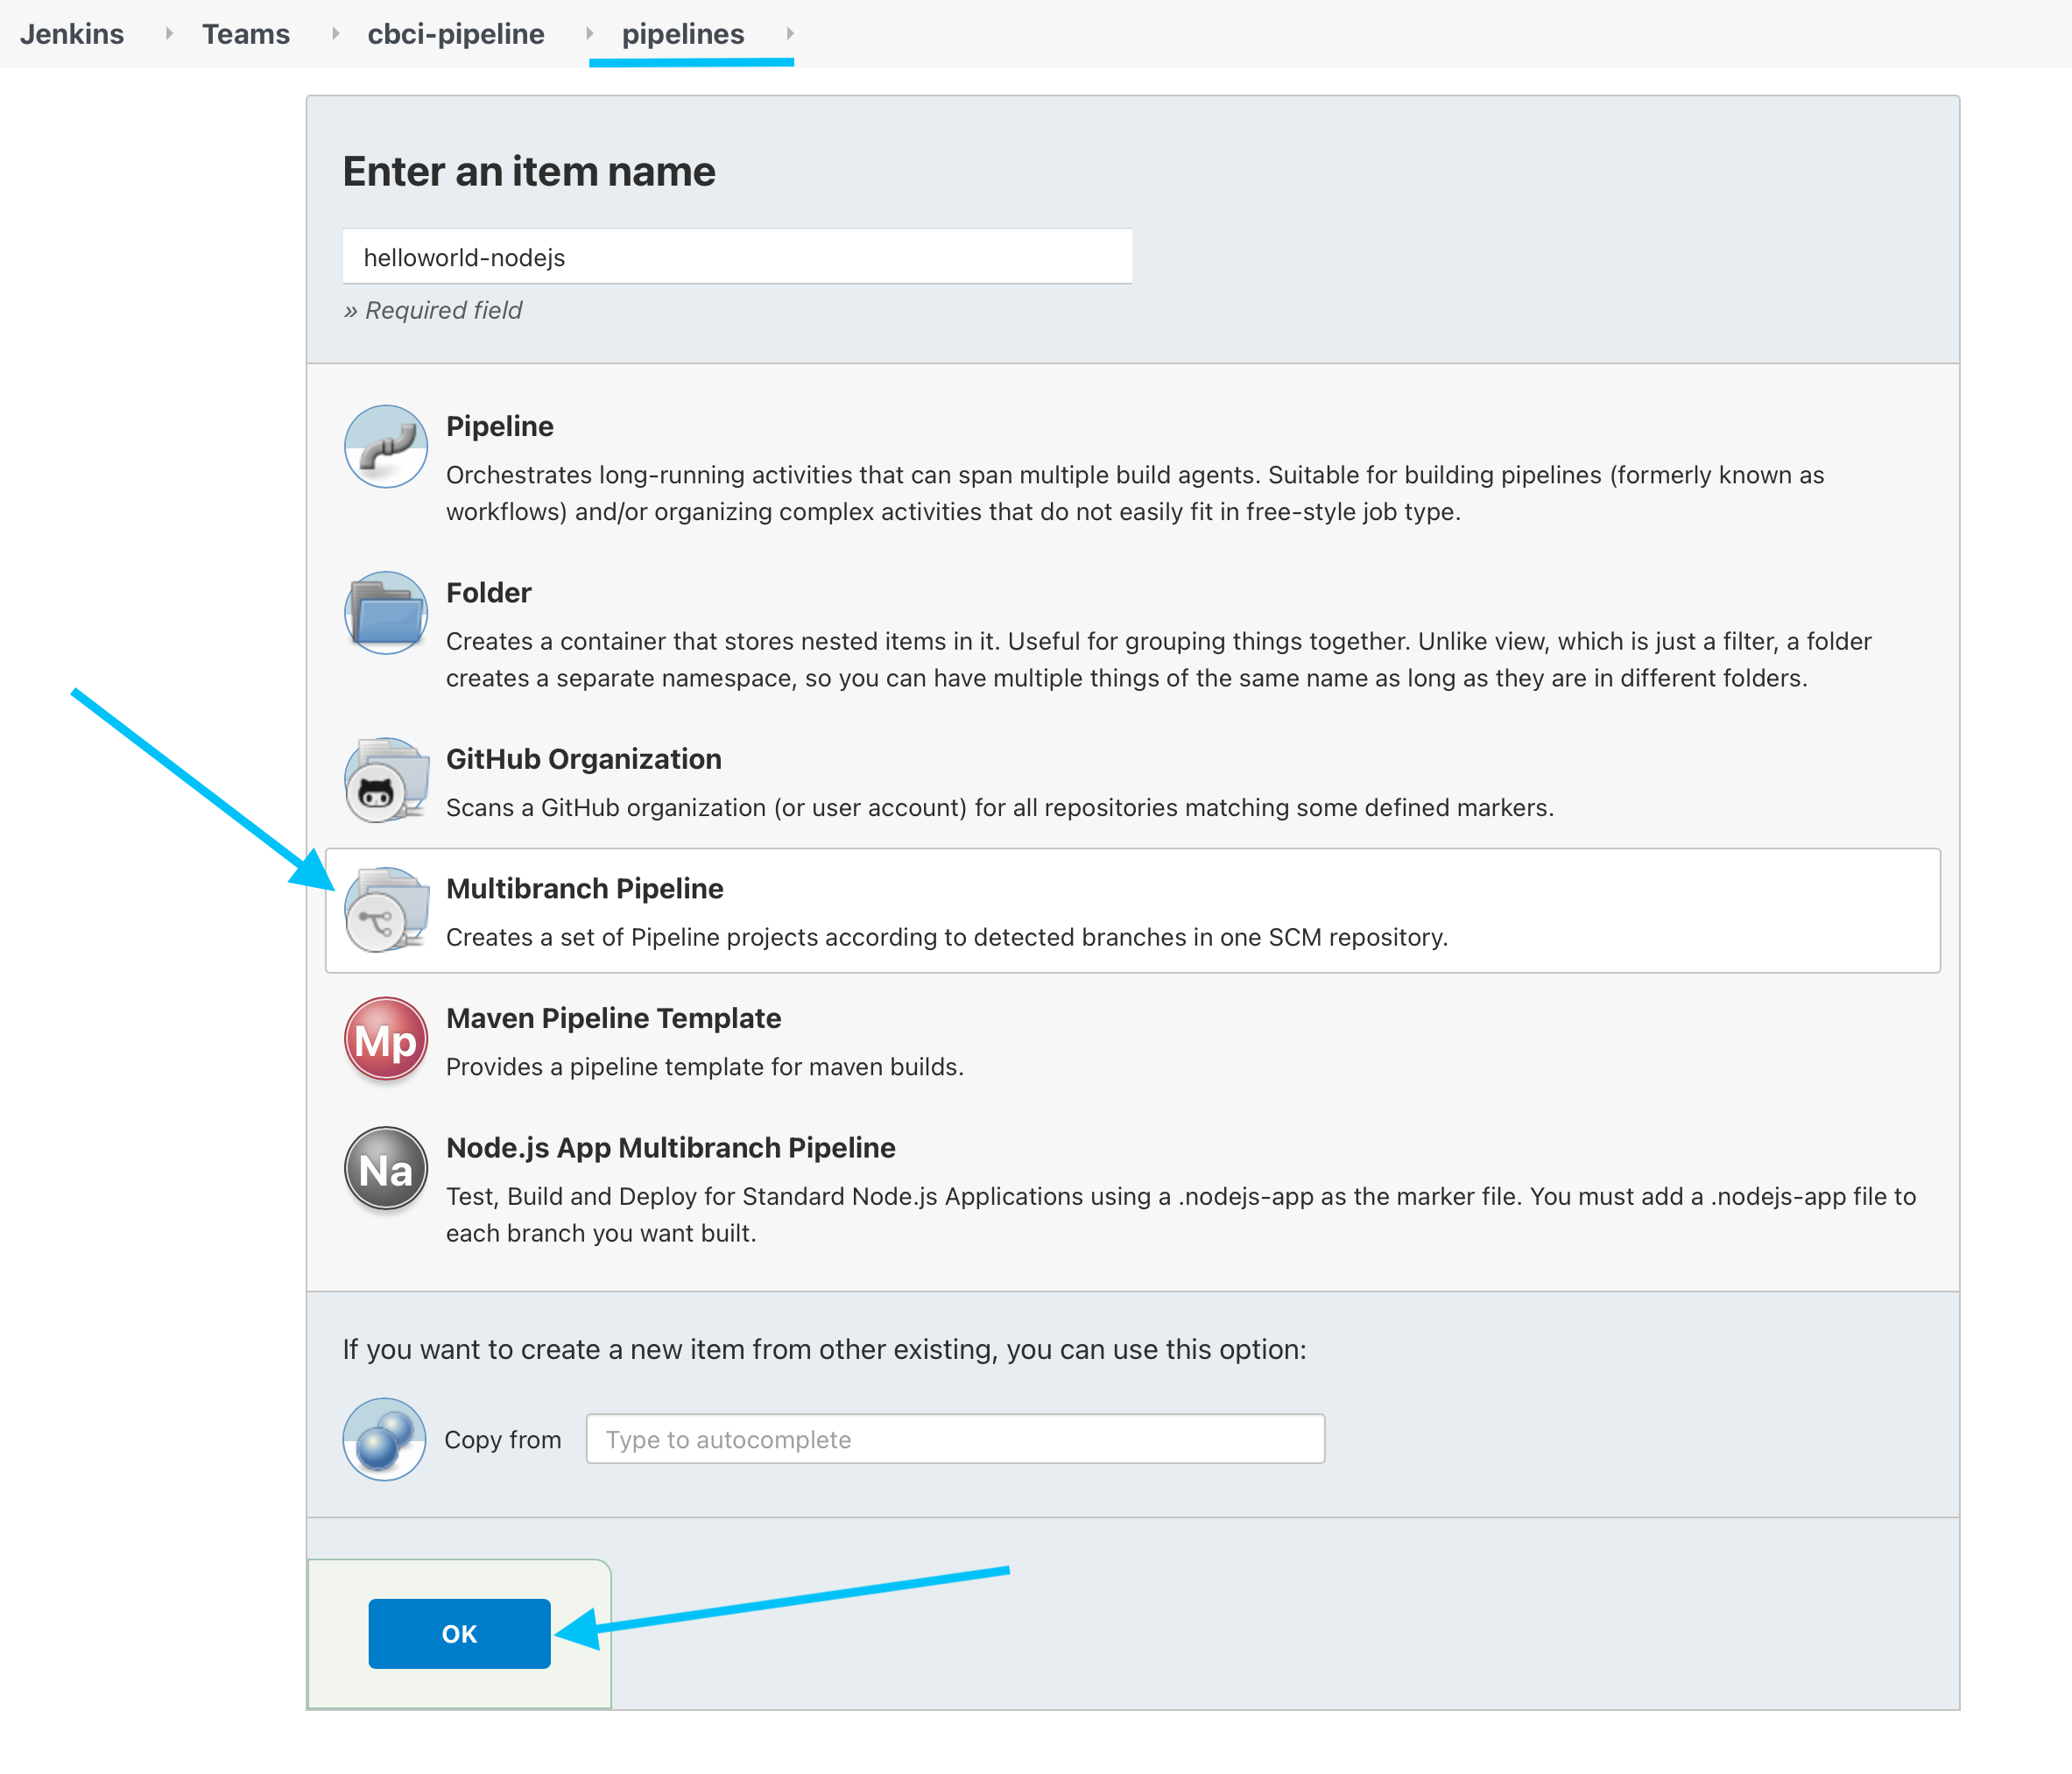 Jenkins Teams cbci-pipeline pipelines
Enter an item name
helloworld-nodejs
» Required field
Pipeline
Orchestrates long-running activities that can span multiple build agents. Suitable for building pipelines (formerly known as
workflows) and/or organizing complex activities that do not easily fit in free-style job type.
Folder
Creates a container that stores nested items in it. Useful for grouping things together. Unlike view, which is just a filter, a folder
creates a separate namespace, so you can have multiple things of the same name as long as they are in different folders.
GitHub Organization
Scans a GitHub organization (or user account) for all repositories matching some defined markers.
Multibranch Pipeline
Creates a set of Pipeline projects according to detected branches in one SCM repository.
Mp
Maven Pipeline Template
Provides a pipeline template for maven builds.
Na
Node.js App Multibranch Pipeline
Test, Build and Deploy for Standard Node.js Applications using a .nodejs-app as the marker file. You must add a .nodejs-app file to
each branch you want built.
If you want to create a new item from other existing, you can use this option:
Copy from Type to autocomplete
OK